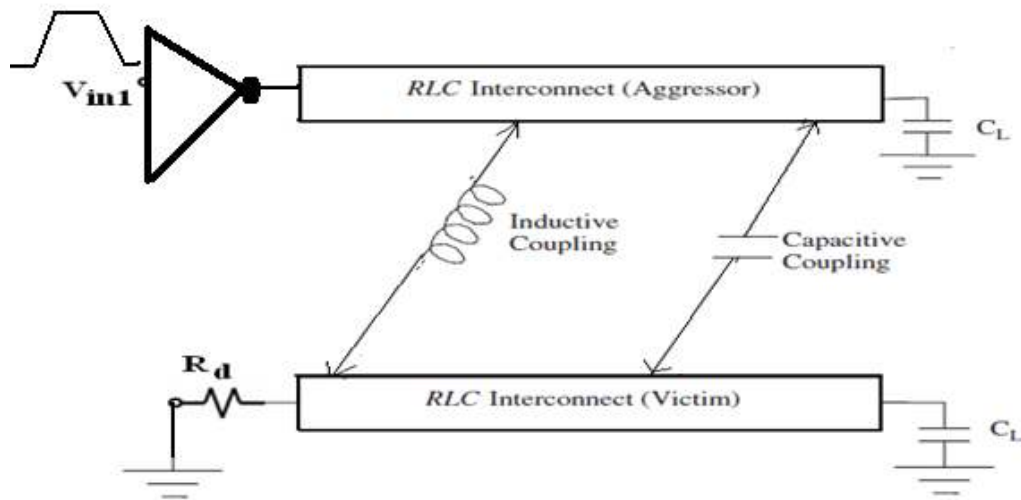 RLC Interconnect (Aggressor)
Vin1
CL
Inductive
Coupling
Capacitive
Coupling
Rd
RLC Interconnect (Victim)
CL